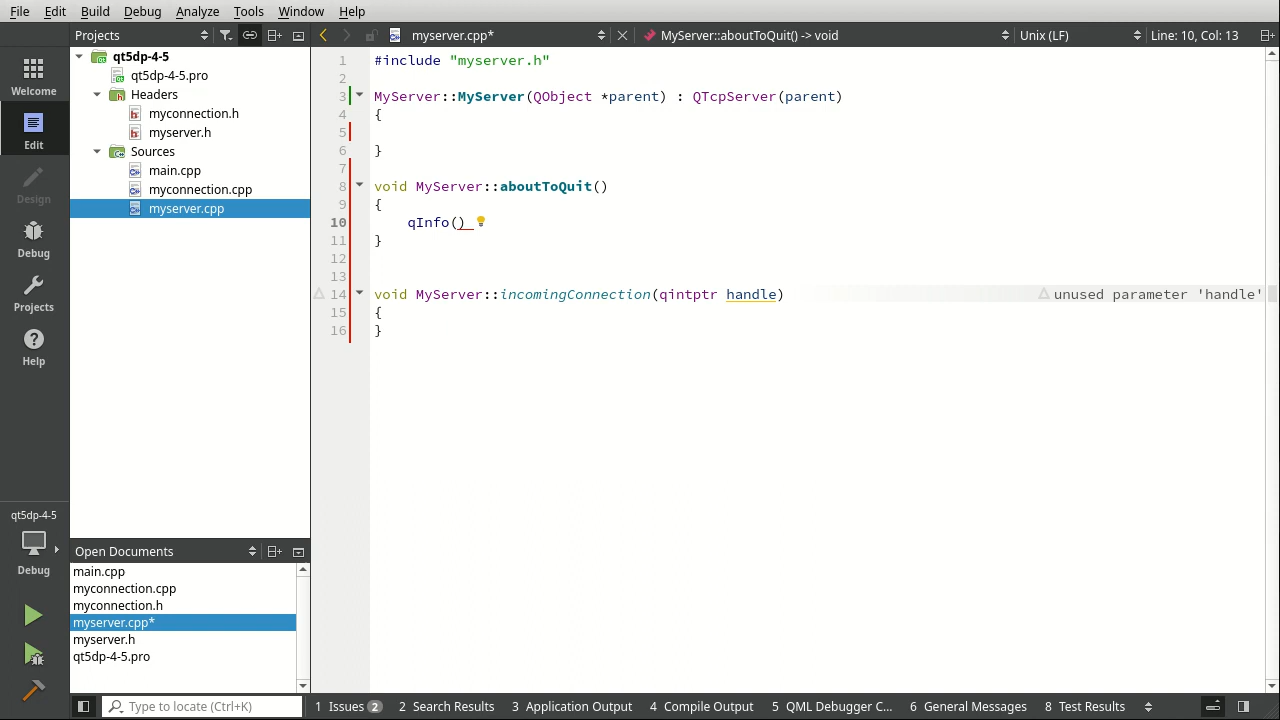 File Edit Build Debug Analyze Tools Window Help
Projects myserver.cpp* MyServer::aboutToQuit() -> void Unix (LF) Line: 10, Col: 13
Welcome
Edit
Design
Debug
Projects
Help
qt5dp-4-5
Debug
qt5dp-4-5
qt5dp-4-5.pro
Headers
myconnection.h
myserver.h
Sources
main.cpp
myconnection.cpp
myserver.cpp
Open Documents
main.cpp
myconnection.cpp
myconnection.h
myserver.cpp*
myserver.h
qt5dp-4-5.pro
1 #include "myserver.h"
2
3 MyServer::MyServer(QObject *parent) : QTcpServer(parent)
4 {
5
6 }
7
8 void MyServer::aboutToQuit()
9 {
10 qInfo()
11 }
12
13
14 void MyServer::incomingConnection(qintptr handle) unused parameter 'handle'
15 {
16 }
Type to locate (Ctrl+K) 1 Issues 2 2 Search Results 3 Application Output 4 Compile Output 5 QML Debugger C... 6 General Messages 8 Test Results